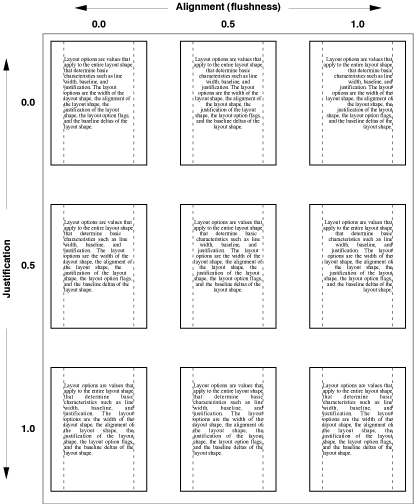 Alignment (flushness)
0.0 0.5 1.0
Justification
0.0
Layout options are values that
apply to the entire layout shape
that determine basic
characteristics such as line
width, baseline, and
justification. The layout
options are the width of the
layout shape, the alignment of
the layout shape, the
justification of the layout
shape, the layout option flags,
and the baseline deltas of the
layout shape.
Layout options are values that
apply to the entire layout shape
that determine basic
characteristics such as line
width, baseline, and
justification. The layout
options are the width of the
layout shape, the alignment of
the layout shape, the
justification of the layout
shape, the layout option flags,
and the baseline deltas of the
layout shape.
Layout options are values that
apply to the entire layout shape
that determine basic
characteristics such as line
width, baseline, and
justification. The layout
options are the width of the
layout shape, the alignment of
the layout shape, the
justification of the layout
shape, the layout option flags,
and the baseline deltas of the
layout shape.
0.5
Layout options are values that
apply to the entire layout shape
that determine basic
characteristics such as line
width, baseline, and
justification. The layout
options are the width of the
layout shape, the alignment of
the layout shape, the
justification of the layout
shape, the layout option flags,
and the baseline deltas of the
layout shape.
Layout options are values that
apply to the entire layout shape
that determine basic
characteristics such as line
width, baseline, and
justification. The layout
options are the width of the
layout shape, the alignment of
the layout shape, the
justification of the layout
shape, the layout option flags,
and the baseline deltas of the
layout shape.
Layout options are values that
apply to the entire layout shape
that determine basic
characteristics such as line
width, baseline, and
justification. The layout
options are the width of the
layout shape, the alignment of
the layout shape, the
justification of the layout
shape, the layout option flags,
and the baseline deltas of the
layout shape.
1.0
Layout options are values that
apply to the entire layout shape
that determine basic
characteristics such as line
width, baseline, and
justification. The layout
options are the width of the
layout shape, the alignment of
the layout shape, the
justification of the layout
shape, the layout option flags,
and the baseline deltas of the
layout shape.
Layout options are values that
apply to the entire layout shape
that determine basic
characteristics such as line
width, baseline, and
justification. The layout
options are the width of the
layout shape, the alignment of
the layout shape, the
justification of the layout
shape, the layout option flags,
and the baseline deltas of the
layout shape.
Layout options are values that
apply to the entire layout shape
that determine basic
characteristics such as line
width, baseline, and
justification. The layout
options are the width of the
layout shape, the alignment of
the layout shape, the
justification of the layout
shape, the layout option flags,
and the baseline deltas of the
layout shape.